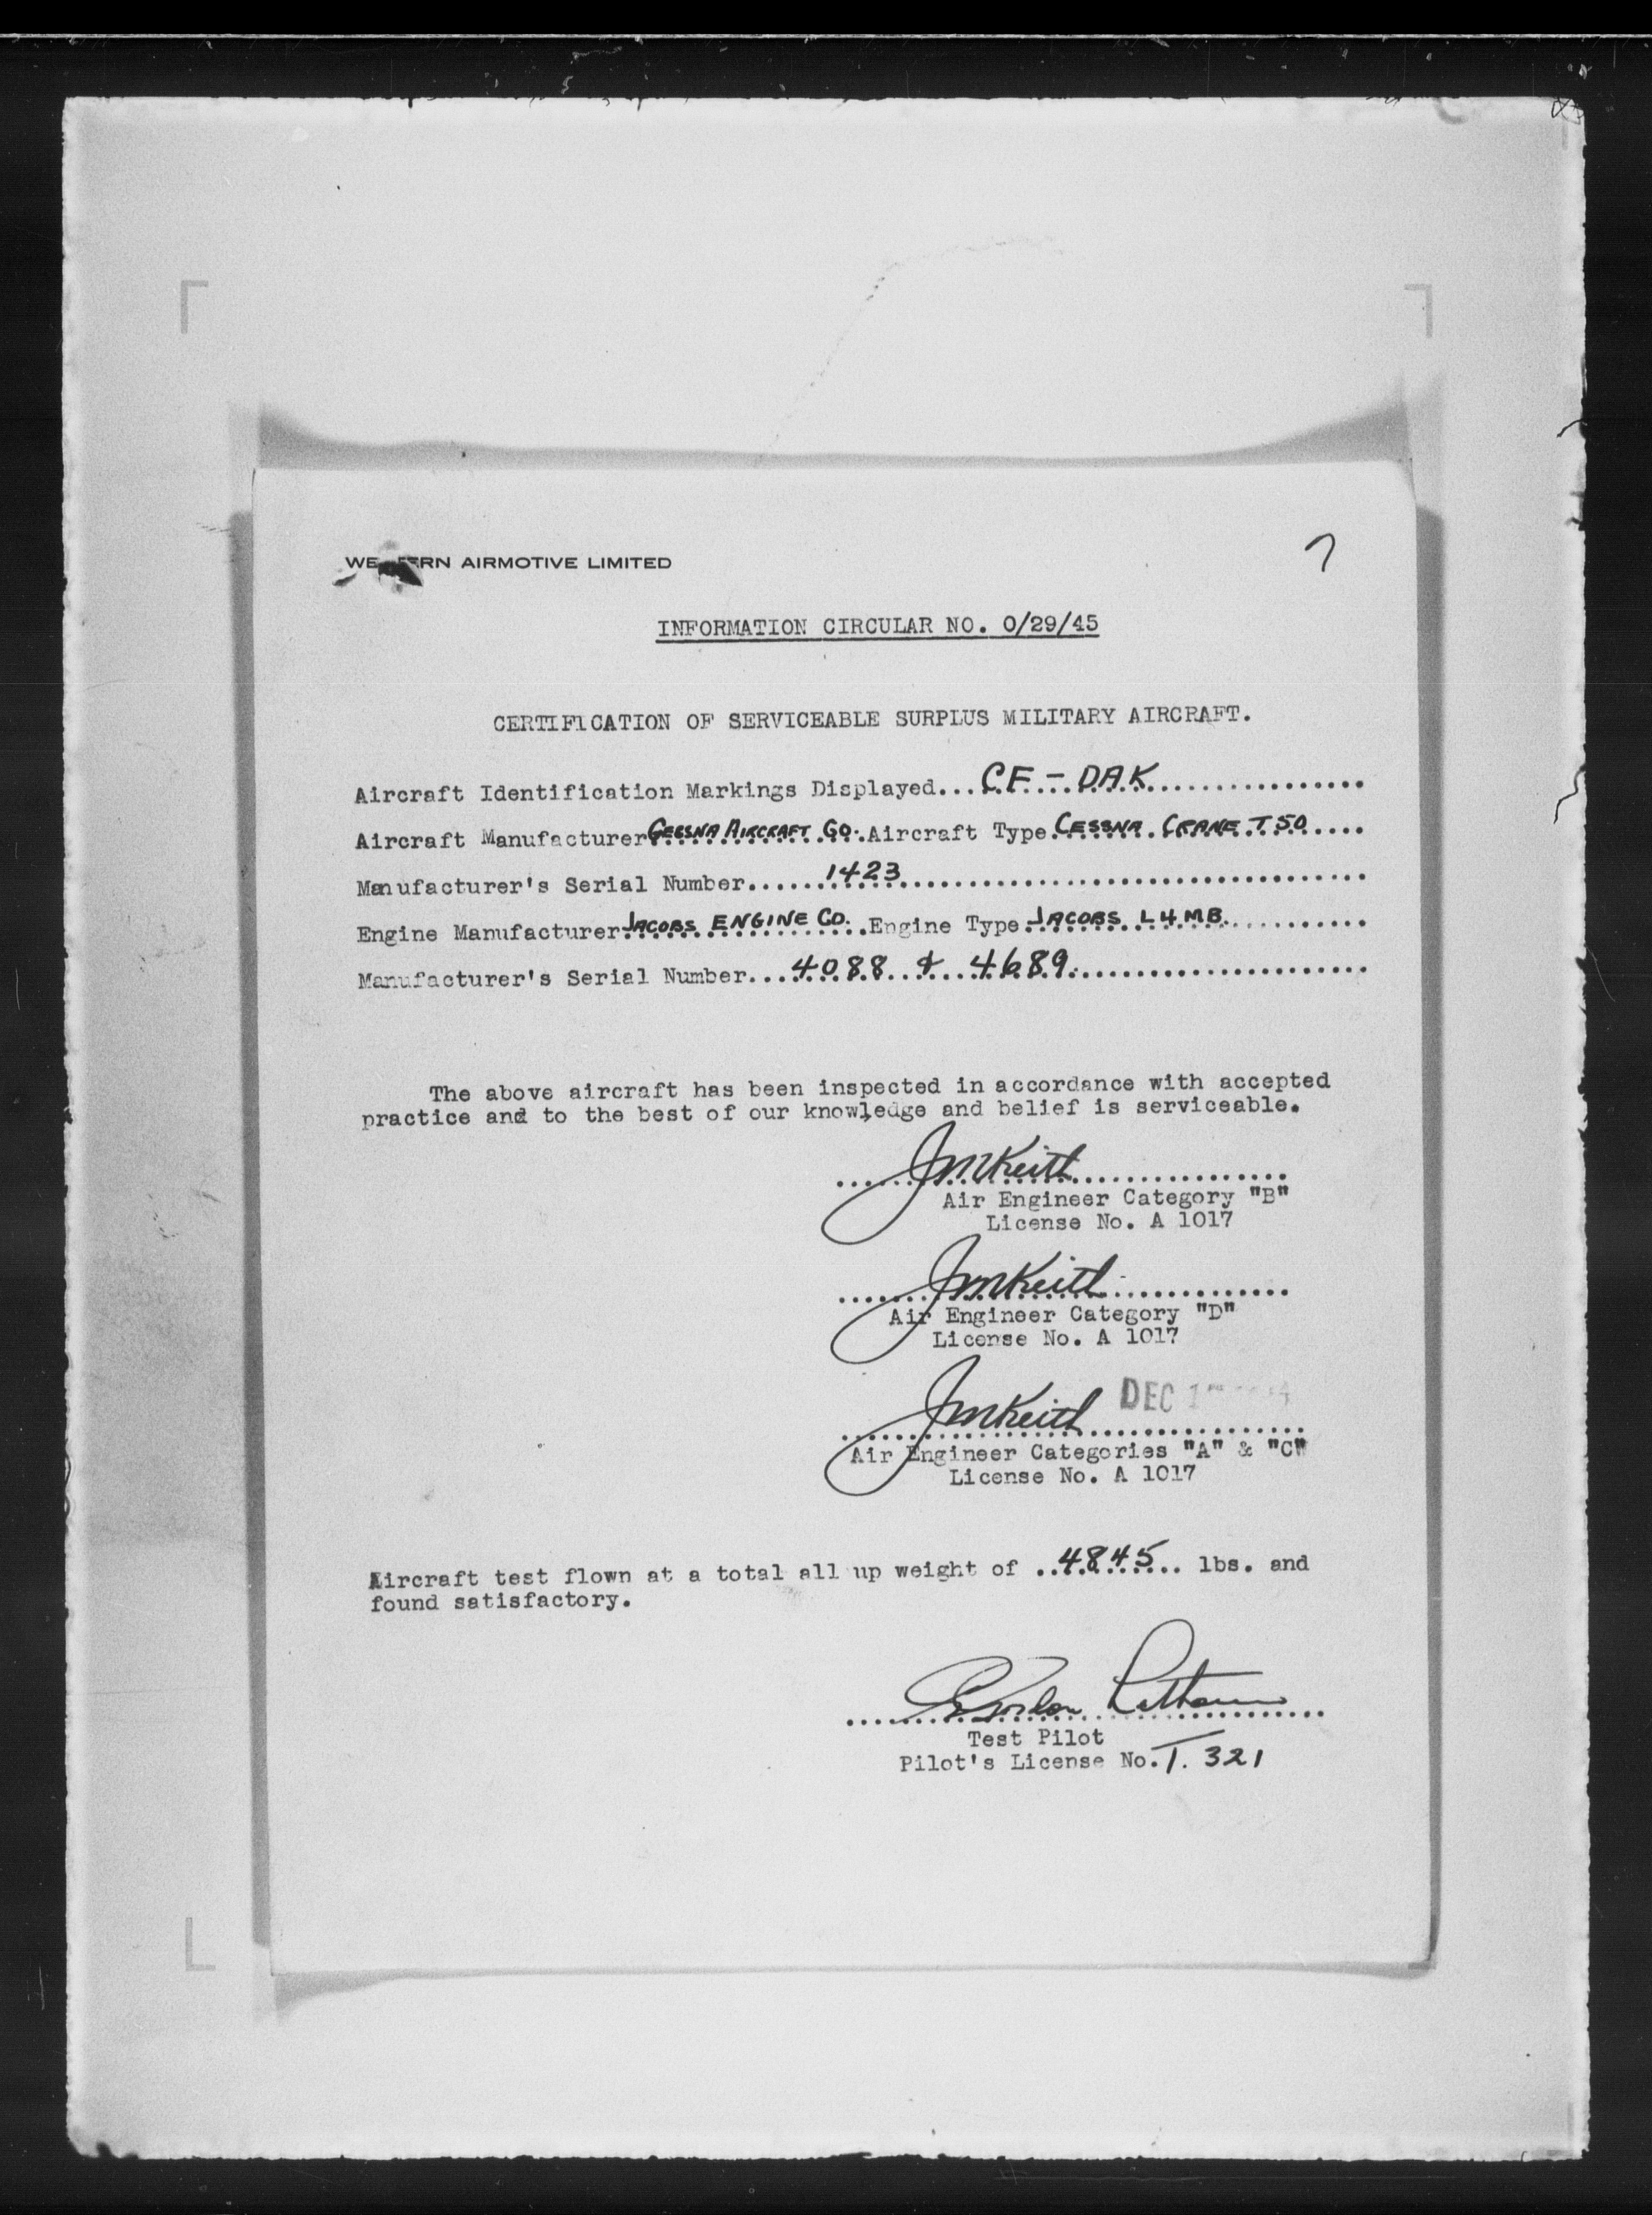 WESTERN AIRMOTIVE LIMITED
7
INFORMATION CIRCULAR NO. 0/29/45
CERTIFICATION OF SERVICEABLE SURPLUS MILITARY AIRCRAFT.
Aircraft Identification Markings Displayed...CF-DAK................
Aircraft Manufacturer CESSNA AIRCRAFT CO. Aircraft Type CESSNA CRANE T50....
Manufacturer's Serial Number......1423......................................
Engine Manufacturer JACOBS ENGINE CO. Engine Type JACOBS L4MB...........
Manufacturer's Serial Number...4088 & 4689......................
The above aircraft has been inspected in accordance with accepted
practice and to the best of our knowledge and belief is serviceable.
JMKeith
Air Engineer Category "B"
License No. A 1017
JMKeith
Air Engineer Category "D"
License No. A 1017
JMKeith DEC
Air Engineer Categories "A" & "C"
License No. A 1017
Aircraft test flown at a total all up weight of ..4845.. lbs. and
found satisfactory.
Gordon
Test Pilot
Pilot's License No. T. 321